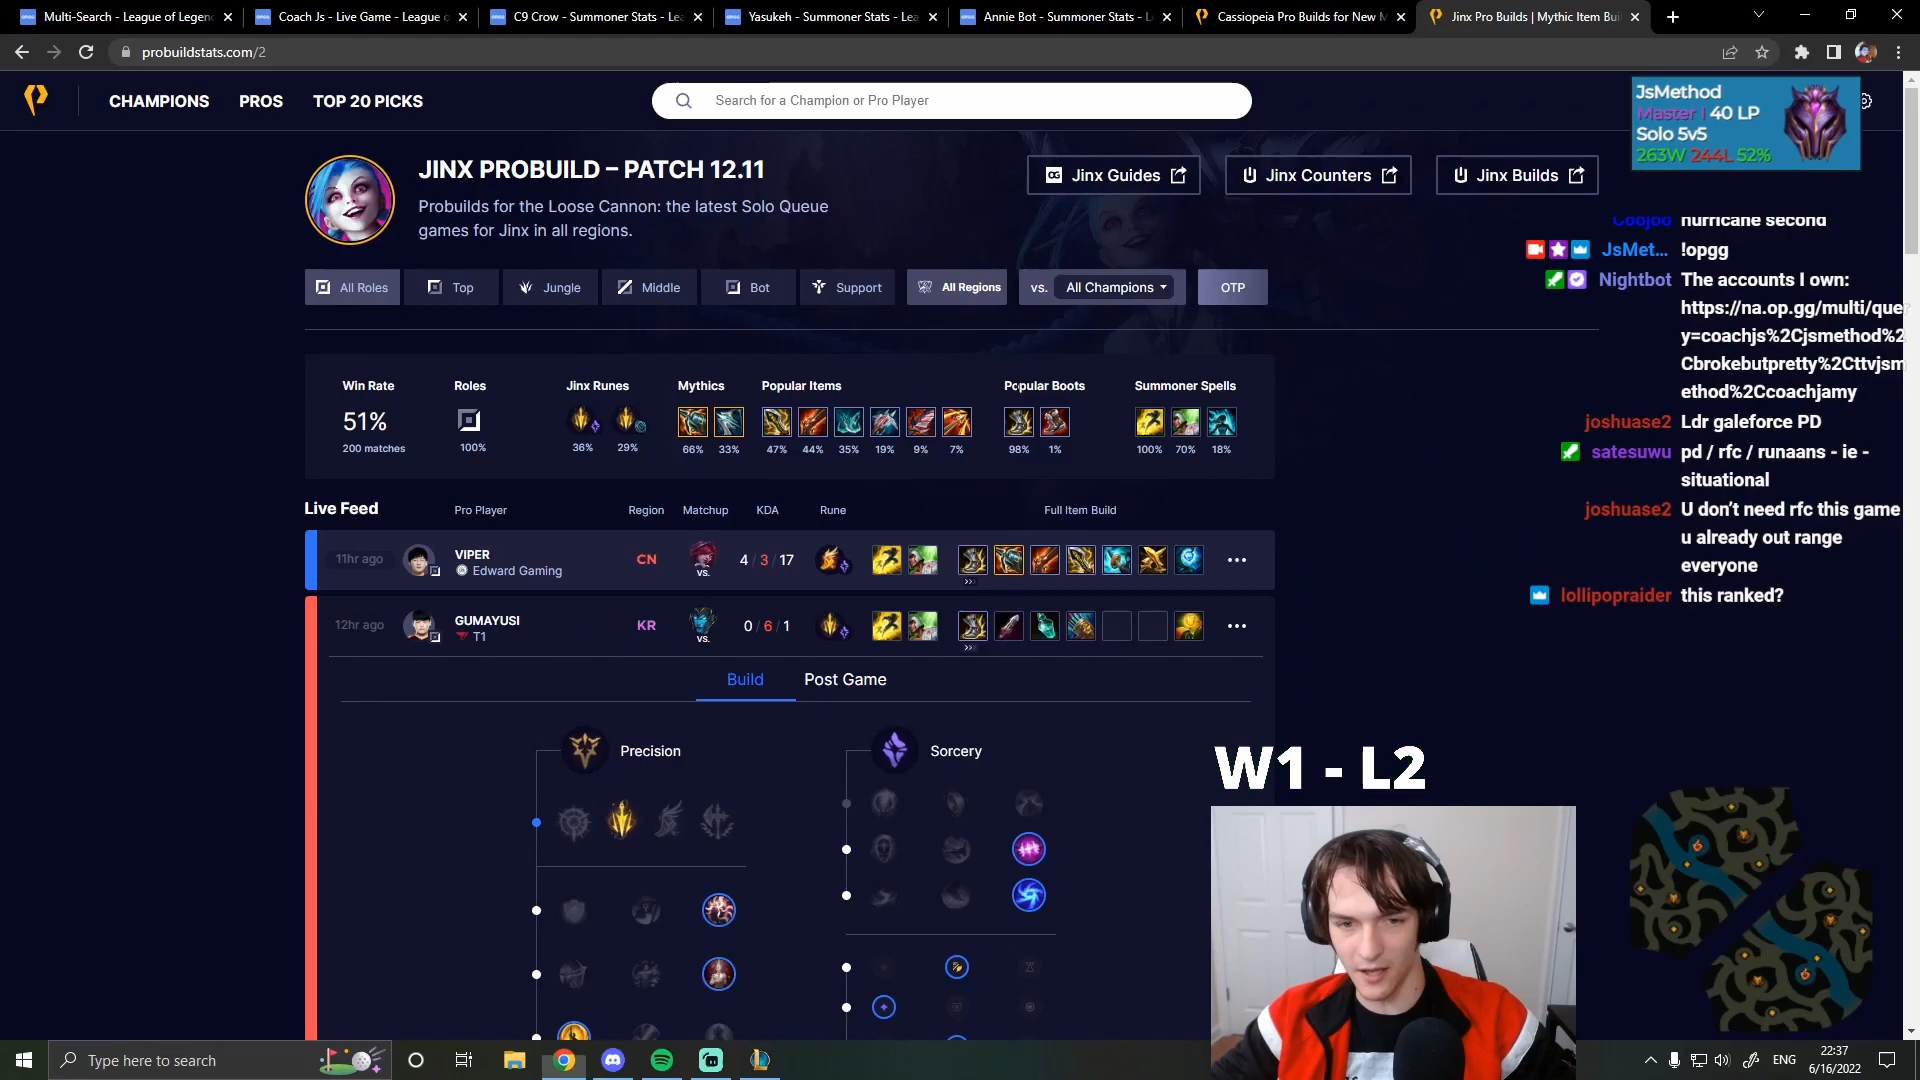 Multi-Search - League of Legen
Coach Js - Live Game - League o
C9 Crow - Summoner Stats - Lea
Yasukeh - Summoner Stats - Lea
Annie Bot - Summoner Stats - L
Cassiopeia Pro Builds for New M
Jinx Pro Builds | Mythic Item Bui
probuildstats.com/2
CHAMPIONS PROS TOP 20 PICKS
Search for a Champion or Pro Player
JsMethod
Master I 40 LP
Solo 5v5
263W 244L 52%
JINX PROBUILD – PATCH 12.11
Probuilds for the Loose Cannon: the latest Solo Queue
games for Jinx in all regions.
Jinx Guides
Jinx Counters
Jinx Builds
All Roles Top Jungle Middle Bot Support All Regions vs. All Champions OTP
Win Rate Roles Jinx Runes Mythics Popular Items Popular Boots Summoner Spells
51%
200 matches 100% 36% 29% 66% 33% 47% 44% 35% 19% 9% 7% 98% 1% 100% 70% 18%
Live Feed Pro Player Region Matchup KDA Rune Full Item Build
11hr ago VIPER CN vs. 4 / 3 / 17
Edward Gaming
12hr ago GUMAYUSI KR vs. 0 / 6 / 1
T1
Build Post Game
Precision Sorcery
Coojoo hurricane second
JsMet... !opgg
Nightbot The accounts I own:
https://na.op.gg/multi/quer
y=coachjs%2Cjsmethod%2
Cbrokebutpretty%2Cttvjsm
ethod%2Ccoachjamy
joshuase2 Ldr galeforce PD
satesuwu pd / rfc / runaans - ie -
situational
joshuase2 U don't need rfc this game
u already out range
everyone
lollipopraider this ranked?
W1 - L2
Type here to search
ENG
22:37
6/16/2022